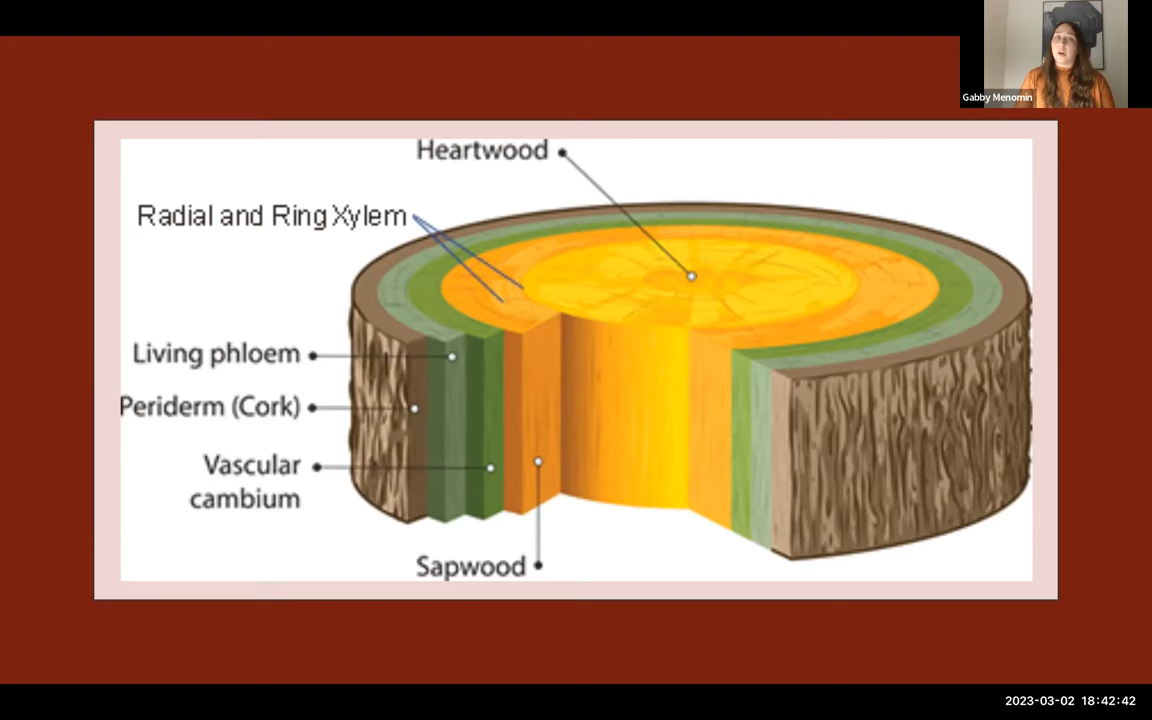 Gabby Menomin
Heartwood
Radial and Ring Xylem
Living phloem
Periderm (Cork)
Vascular
cambium
Sapwood
2023-03-02 18:42:42